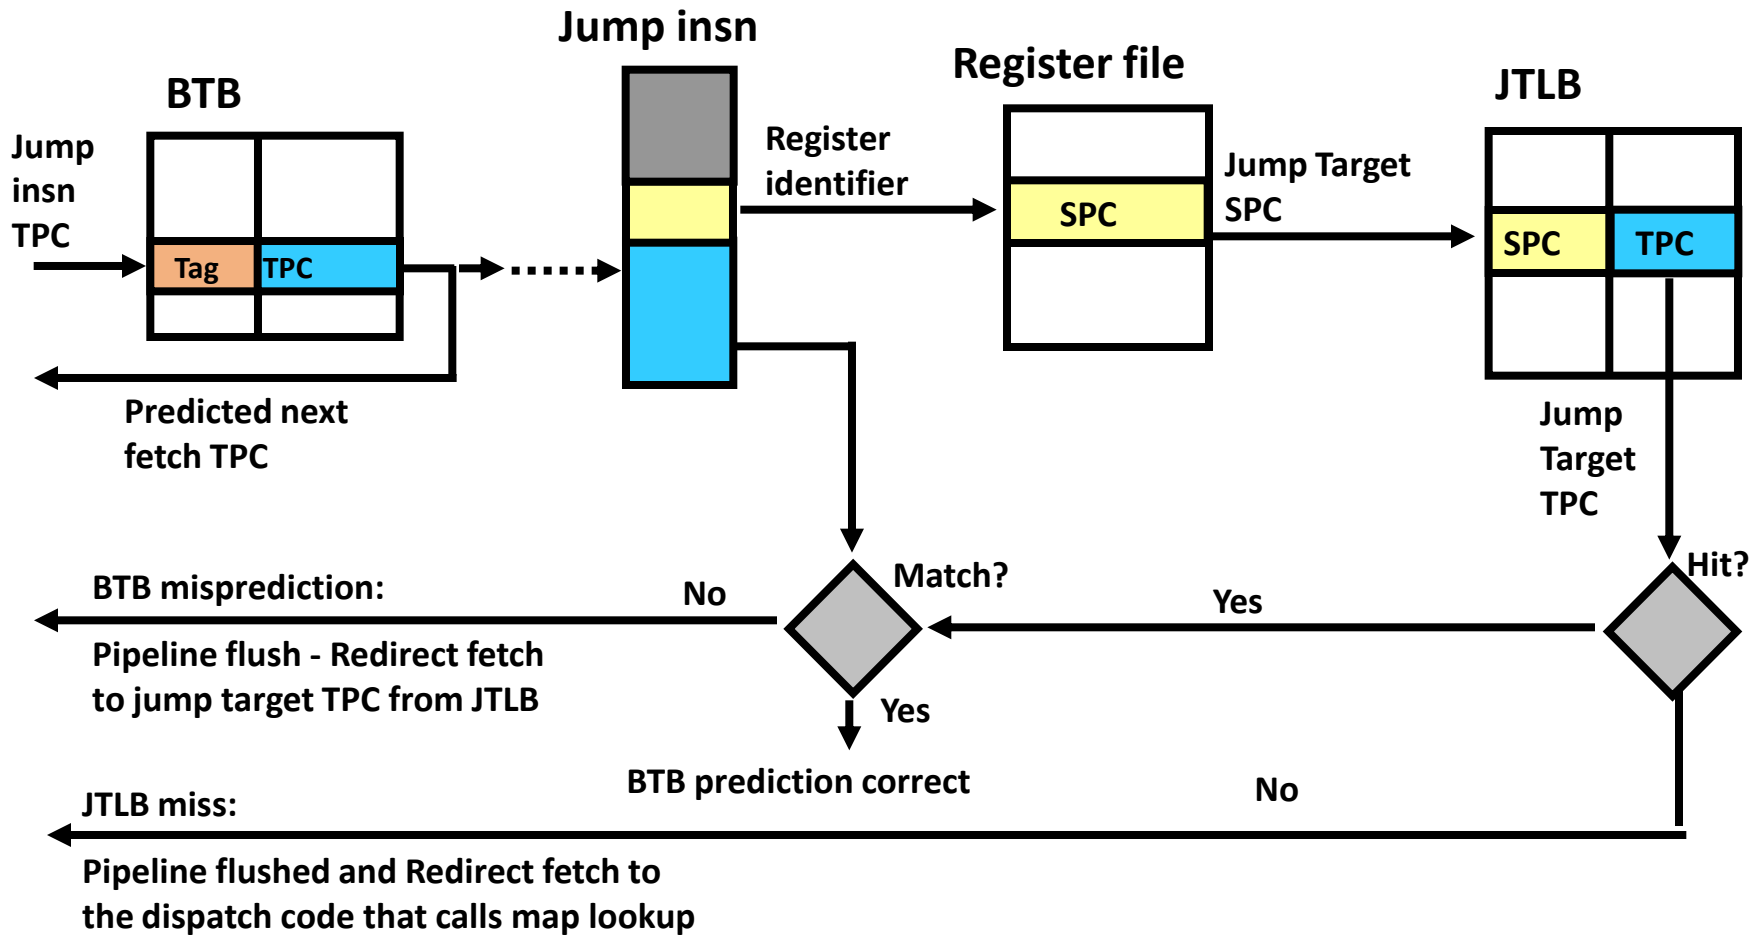 Jump insn
Register file
JTLB
BTB
Jump
insn
TPC
Register
identifier
Jump Target
SPC
SPC
SPC
TPC
Tag
TPC
Predicted next
fetch TPC
Jump
Target
TPC
Hit?
Match?
BTB misprediction:
No
Yes
Pipeline flush - Redirect fetch
to jump target TPC from JTLB
Yes
BTB prediction correct
No
JTLB miss:
Pipeline flushed and Redirect fetch to
the dispatch code that calls map lookup